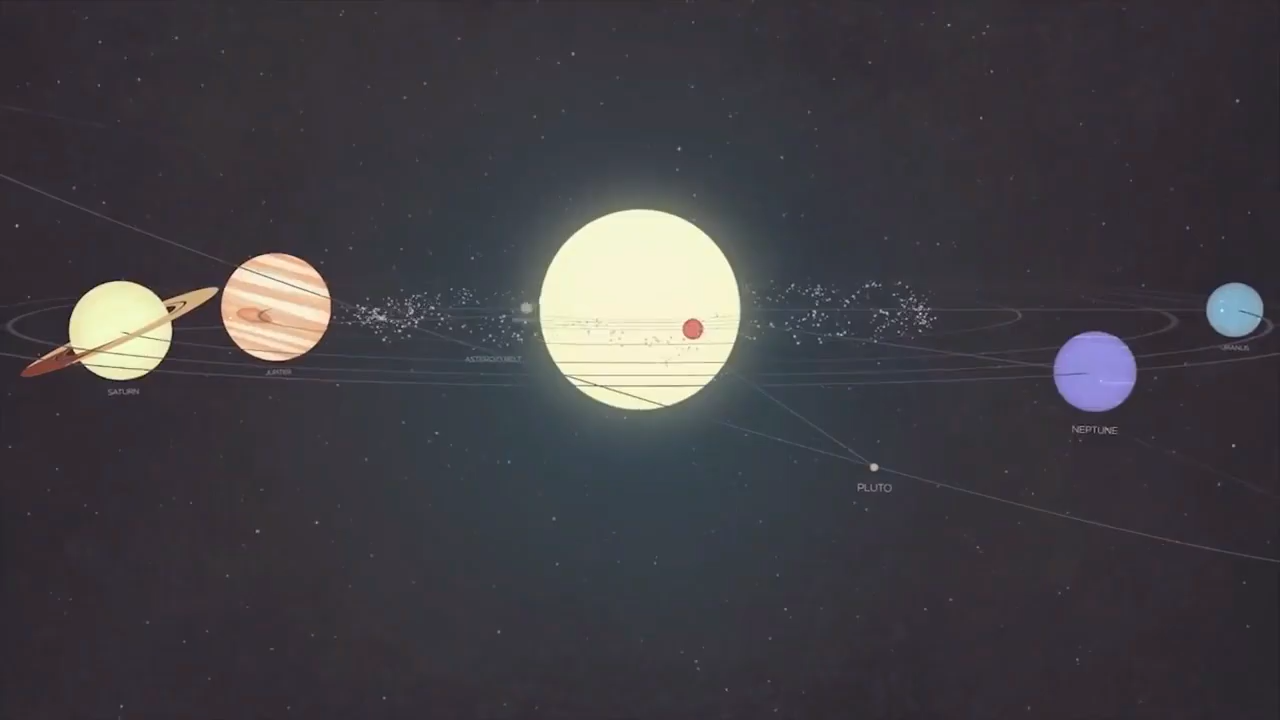 SATURN
JUPITER
ASTEROID BELT
PLUTO
NEPTUNE
URANUS